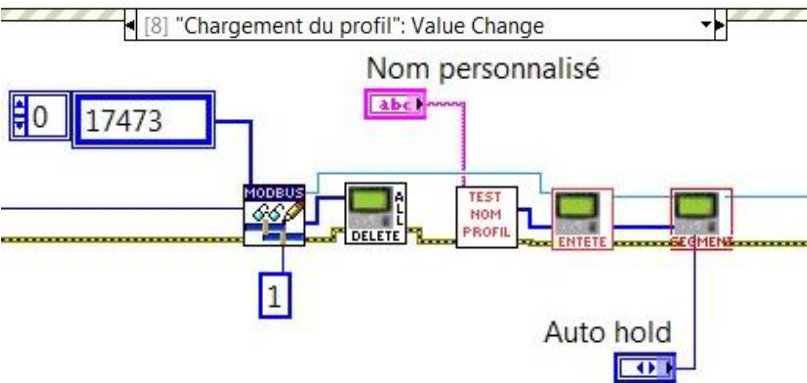 [8] "Chargement du profil": Value Change
Nom personnalisé
abc
0 17473
MODBUS
ALL
DELETE
TEST
NOM
PROFIL
ENTETE
SEGMENT
1
Auto hold